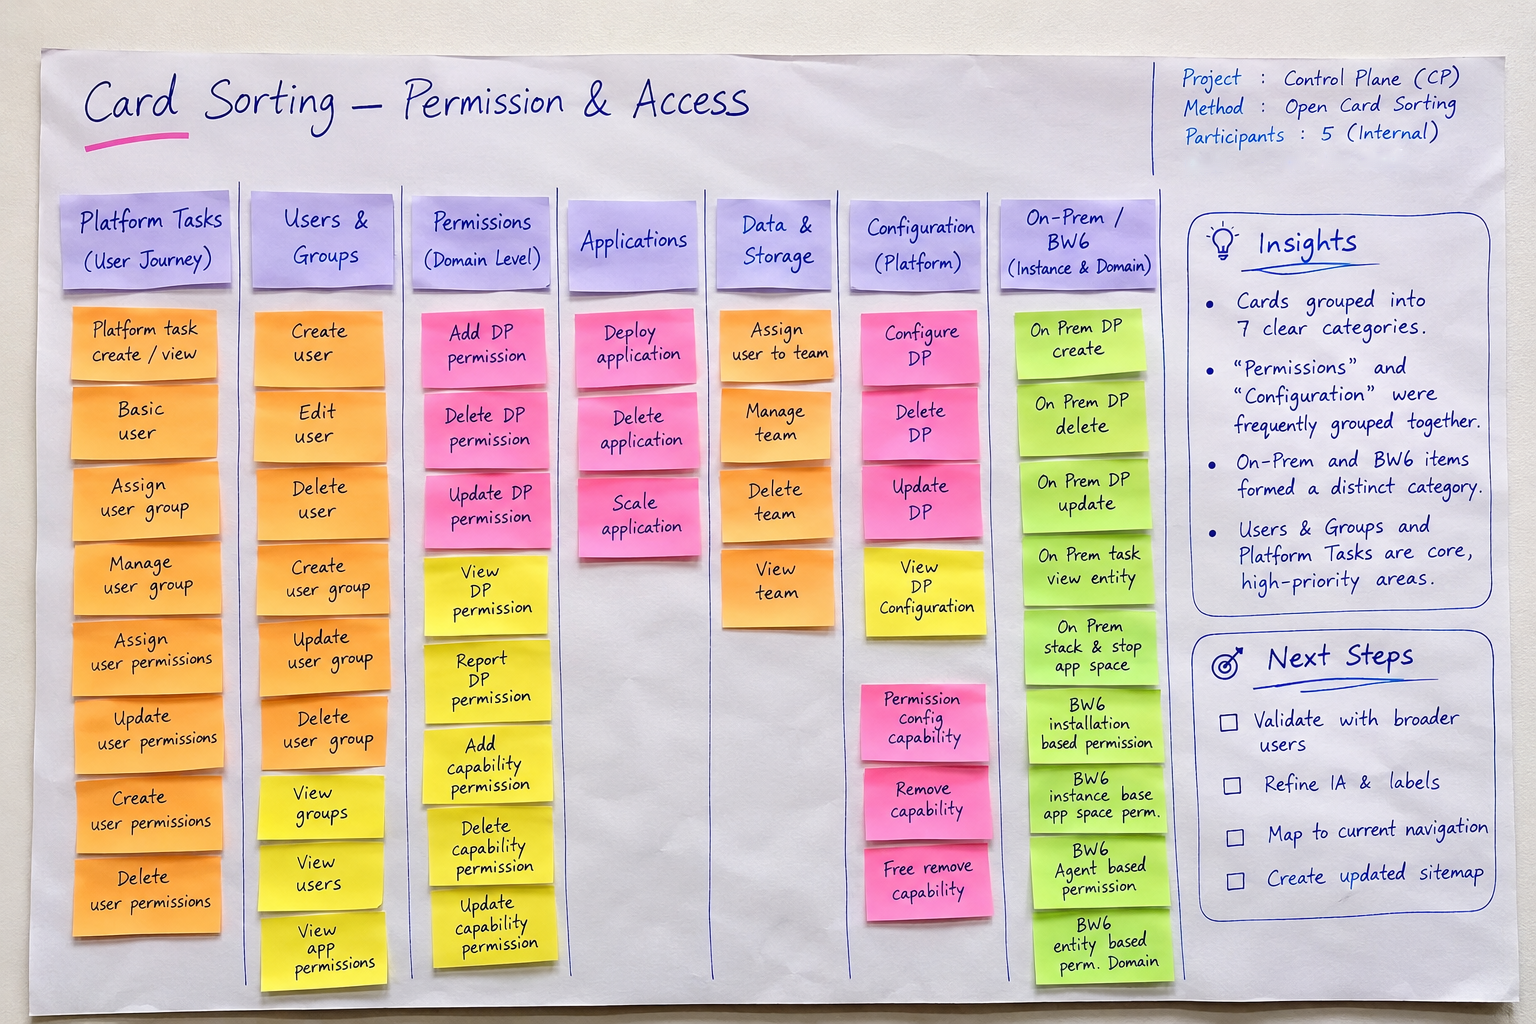 Card Sorting – Permission & Access
Project : Control Plane (CP)
Method : Open Card Sorting
Participants : 5 (Internal)
Platform Tasks
(User Journey)
Platform task
create / view
Basic
user
Assign
user group
Manage
user group
Assign
user permissions
Update
user permissions
Create
user permissions
Delete
user permissions
Users &
Groups
Create
user
Edit
user
Delete
user
Create
user group
Update
user group
Delete
user group
View
groups
View
users
View
app
permissions
Permissions
(Domain Level)
Add DP
permission
Delete DP
permission
Update DP
permission
View
DP
permission
Report
DP
permission
Add
capability
permission
Delete
capability
permission
Update
capability
permission
Applications
Deploy
application
Delete
application
Scale
application
Data &
Storage
Assign
user to team
Manage
team
Delete
team
View
team
Configuration
(Platform)
Configure
DP
Delete
DP
Update
DP
View
DP
Configuration
Permission
config
capability
Remove
capability
Free remove
capability
On-Prem /
BW6
(Instance & Domain)
On Prem DP
create
On Prem DP
delete
On Prem DP
update
On Prem task
view entity
On Prem
stack & stop
app space
BW6
installation
based permission
BW6
instance base
app space perm.
BW6
Agent based
permission
BW6
entity based
perm. Domain
Insights
• Cards grouped into
7 clear categories.
• “Permissions” and
“Configuration” were
frequently grouped together.
• On-Prem and BW6 items
formed a distinct category.
• Users & Groups and
Platform Tasks are core,
high-priority areas.
Next Steps
☐ Validate with broader
users
☐ Refine IA & labels
☐ Map to current navigation
☐ Create updated sitemap